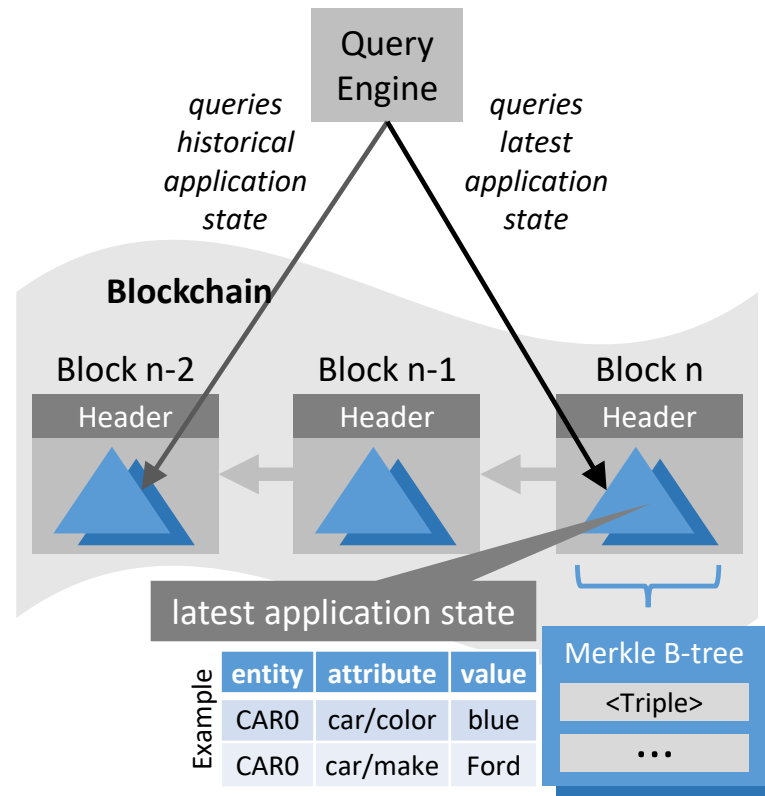 Query
Engine
queries
historical
application
state
queries
latest
application
state
Blockchain
Block n-2
Block n-1
Block n
Header
Header
Header
latest application state
Example
entity attribute value
CAR0 car/color blue
CAR0 car/make Ford
Merkle B-tree
<Triple>
...